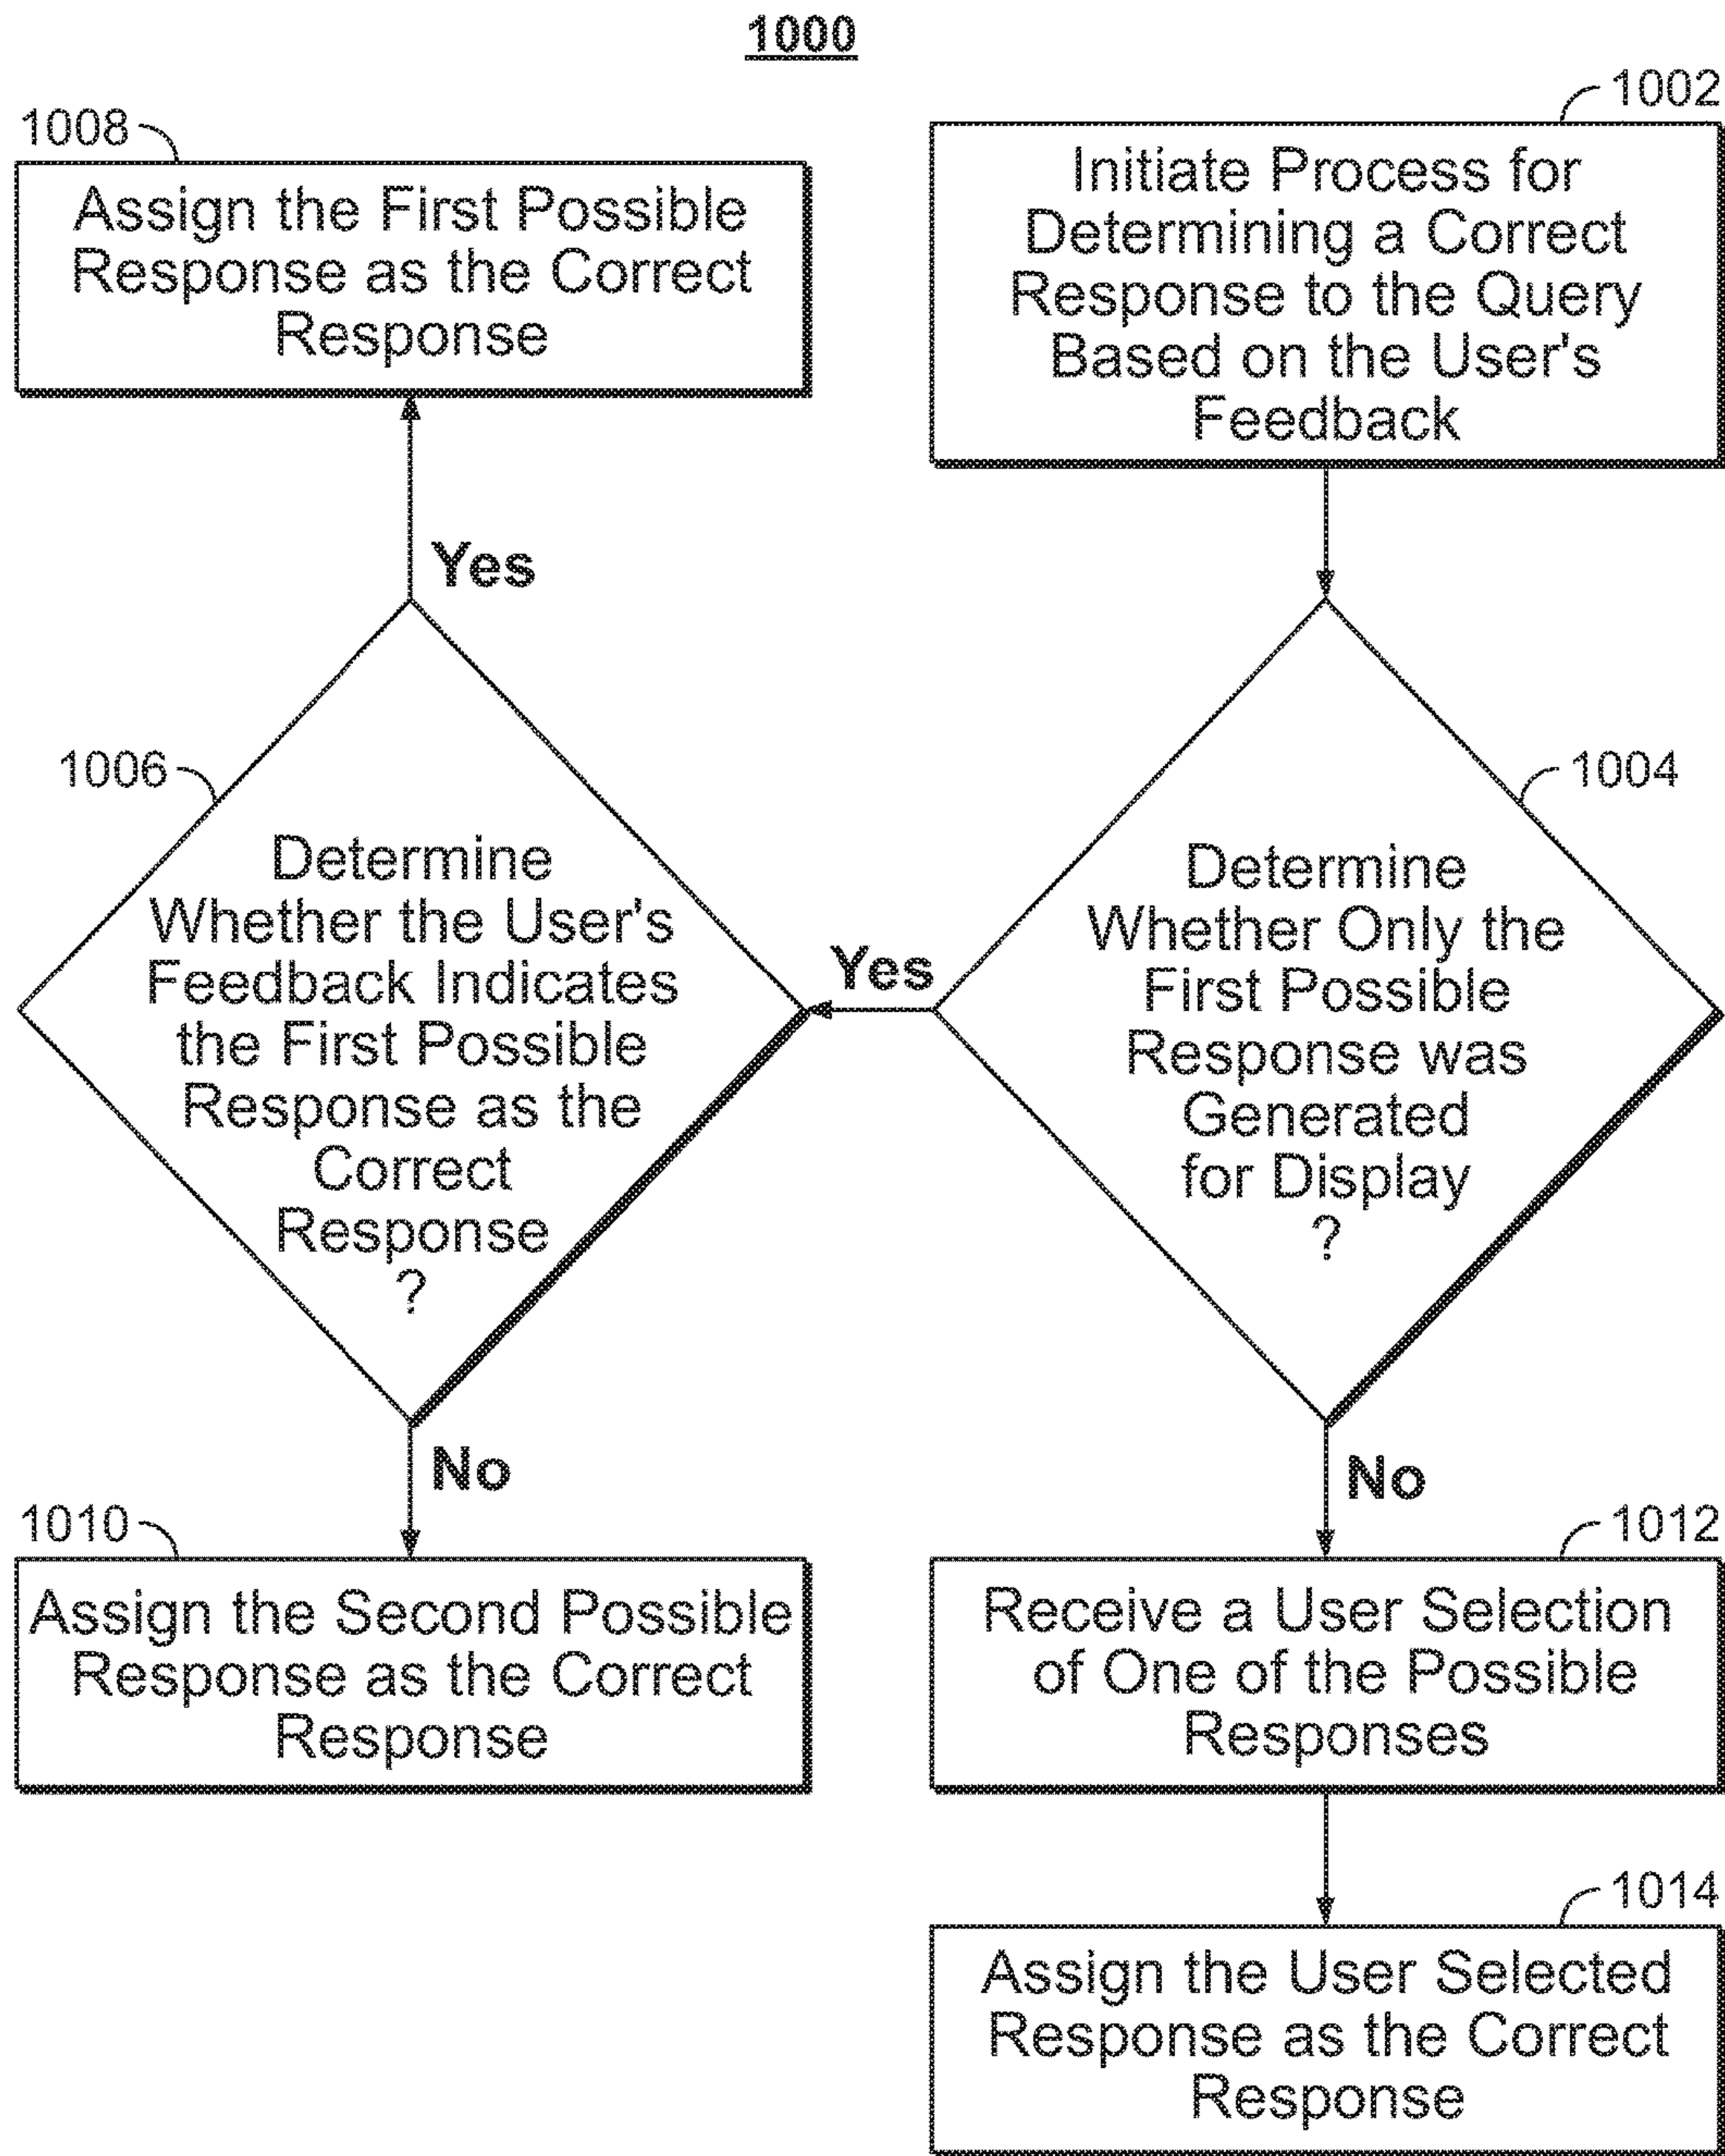 1000
1002
Initiate Process for
Determining a Correct
Response to the Query
Based on the User's
Feedback
1004
Determine
Whether Only the
First Possible
Response was
Generated
for Display
?
Yes
1006
Determine
Whether the User's
Feedback Indicates
the First Possible
Response as the
Correct
Response
?
Yes
1008
Assign the First Possible
Response as the Correct
Response
No
1010
Assign the Second Possible
Response as the Correct
Response
No
1012
Receive a User Selection
of One of the Possible
Responses
1014
Assign the User Selected
Response as the Correct
Response